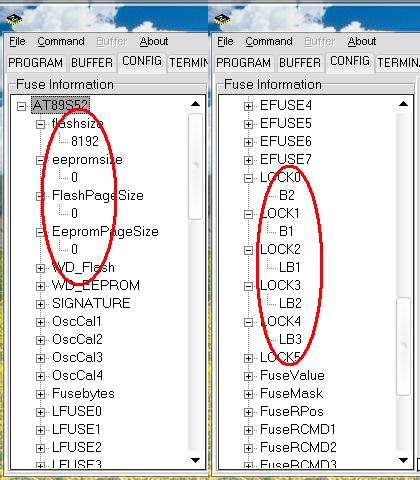 File Command Buffer About
PROGRAM BUFFER CONFIG TERMIN
Fuse Information
AT89S52
flashsize
8192
eepromsize
0
FlashPageSize
0
EepromPageSize
0
WD_Flash
WD_EEPROM
SIGNATURE
OscCal1
OscCal2
OscCal3
OscCal4
Fusebytes
LFUSE0
LFUSE1
LFUSE2
LFUSE3
File Command Buffer About
PROGRAM BUFFER CONFIG TERMIN
Fuse Information
EFUSE4
EFUSE5
EFUSE6
EFUSE7
LOCK0
B2
LOCK1
B1
LOCK2
LB1
LOCK3
LB2
LOCK4
LB3
LOCK5
FuseValue
FuseMask
FuseRPos
FuseRCMD1
FuseRCMD2
FuseRCMD3